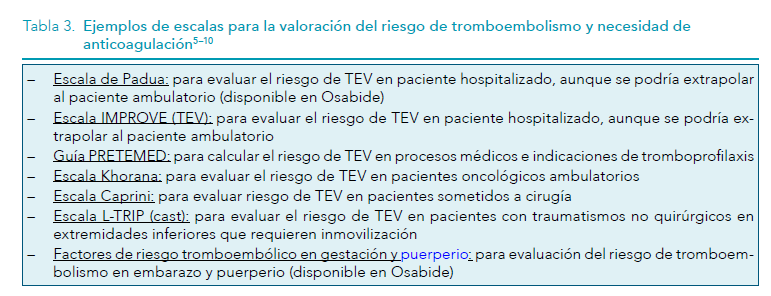 Tabla 3. Ejemplos de escalas para la valoración del riesgo de tromboembolismo y necesidad de
anticoagulación5–10
– Escala de Padua: para evaluar el riesgo de TEV en paciente hospitalizado, aunque se podría extrapolar
al paciente ambulatorio (disponible en Osabide)
– Escala IMPROVE (TEV): para evaluar el riesgo de TEV en paciente hospitalizado, aunque se podría ex-
trapolar al paciente ambulatorio
– Guía PRETEMED: para calcular el riesgo de TEV en procesos médicos e indicaciones de tromboprofilaxis
– Escala Khorana: para evaluar el riesgo de TEV en pacientes oncológicos ambulatorios
– Escala Caprini: para evaluar riesgo de TEV en pacientes sometidos a cirugía
– Escala L-TRIP (cast): para evaluar el riesgo de TEV en pacientes con traumatismos no quirúrgicos en
extremidades inferiores que requieren inmovilización
– Factores de riesgo tromboembólico en gestación y puerperio: para evaluación del riesgo de tromboem-
bolismo en embarazo y puerperio (disponible en Osabide)